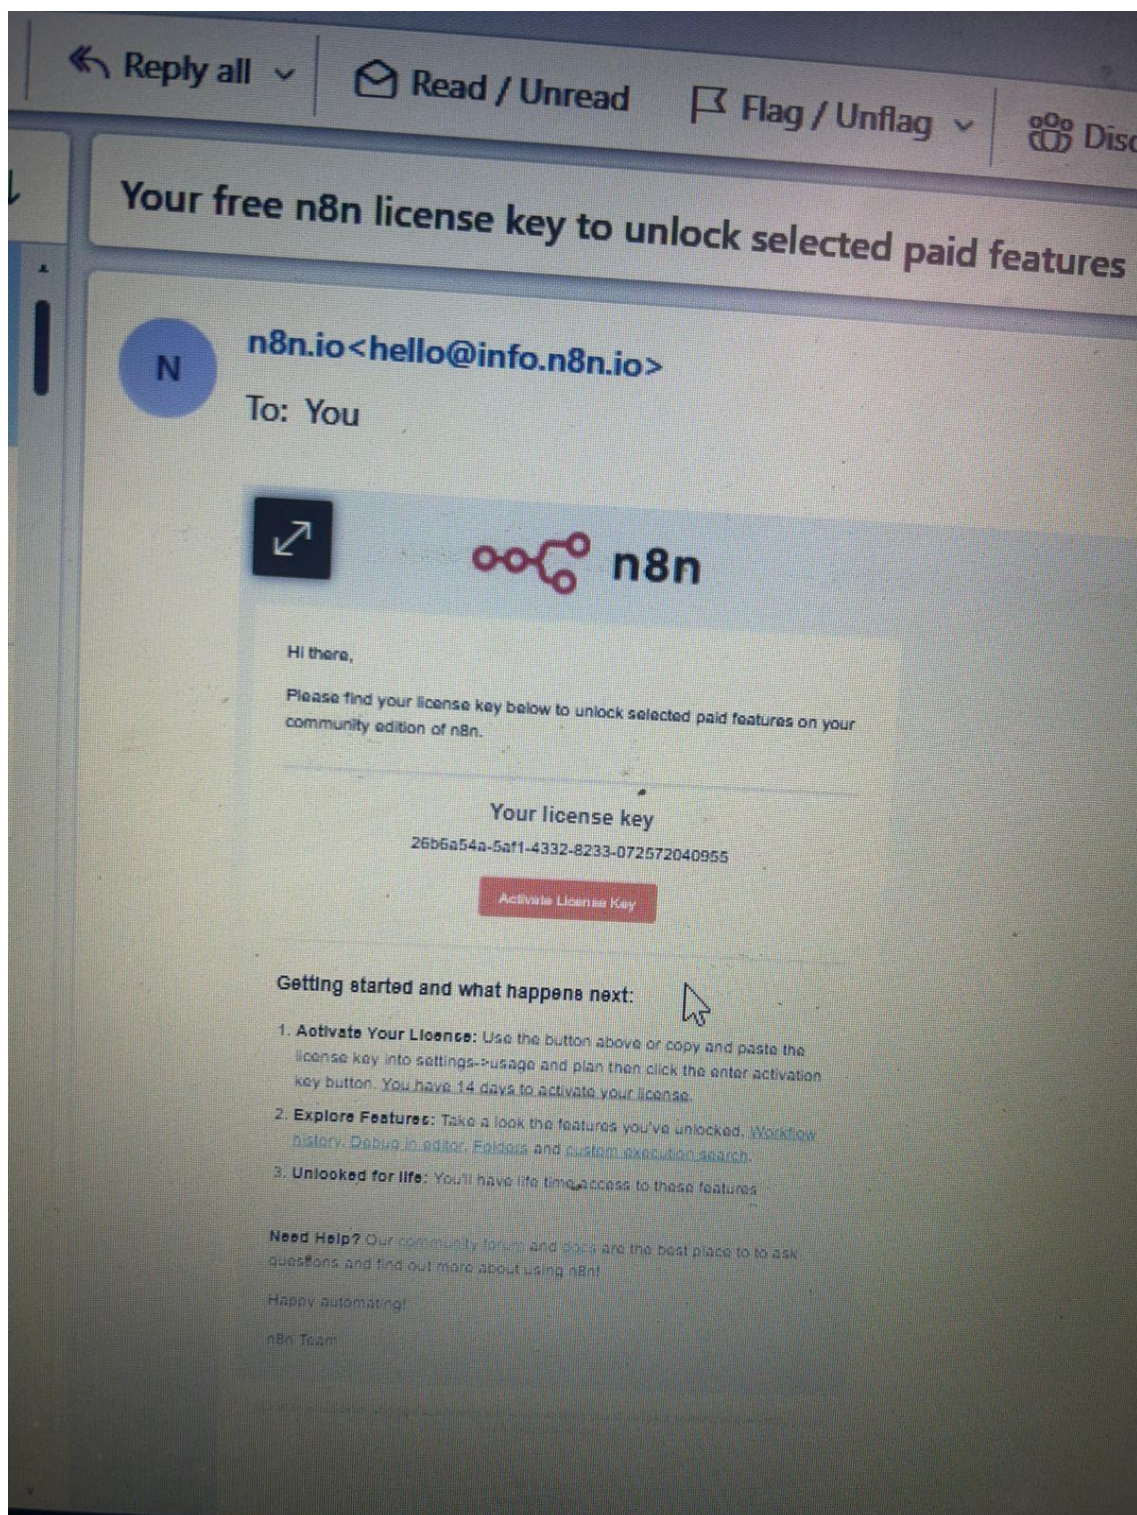 Reply all
Read / Unread
Flag / Unflag
Your free n8n license key to unlock selected paid features
N
n8n.io<hello@info.n8n.io>
To: You
n8n
Hi there,
Please find your license key below to unlock selected paid features on your
community edition of n8n.
Your license key
26b6a54a-5af1-4332-8233-072572040955
Activate License Key
Getting started and what happens next:
1. Activate Your License: Use the button above or copy and paste the
license key into settings->usage and plan then click the enter activation
key button. You have 14 days to activate your license.
2. Explore Features: Take a look the features you've unlocked. Workflow
history, Debug in editor, Folders and custom execution search.
3. Unlocked for life: You'll have life time access to these features
Need Help? Our community forum and docs are the best place to to ask
questions and find out more about using n8n!
Happy automating!
n8n Team